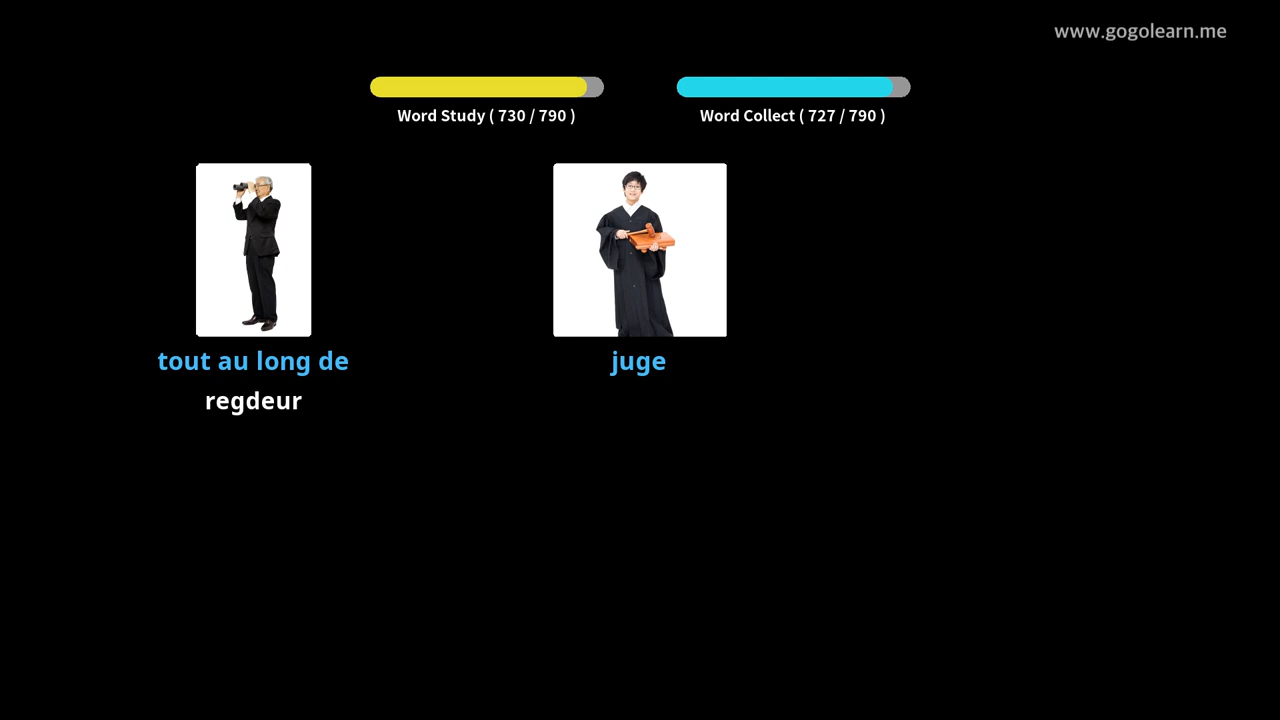 www.gogolearn.me
Word Study ( 730 / 790 )
Word Collect ( 727 / 790 )
tout au long de
juge
regdeur